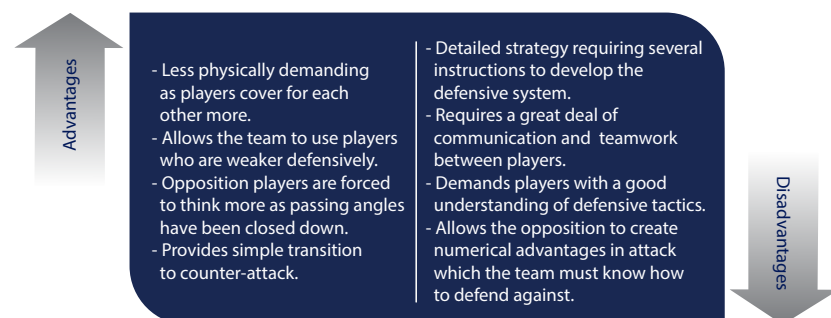 Advantages
- Less physically demanding
as players cover for each
other more.
- Allows the team to use players
who are weaker defensively.
- Opposition players are forced
to think more as passing angles
have been closed down.
- Provides simple transition
to counter-attack.
- Detailed strategy requiring several
instructions to develop the
defensive system.
- Requires a great deal of
communication and  teamwork
between players.
- Demands players with a good
understanding of defensive tactics.
- Allows the opposition to create
numerical advantages in attack
which the team must know how
to defend against.
Disadvantages